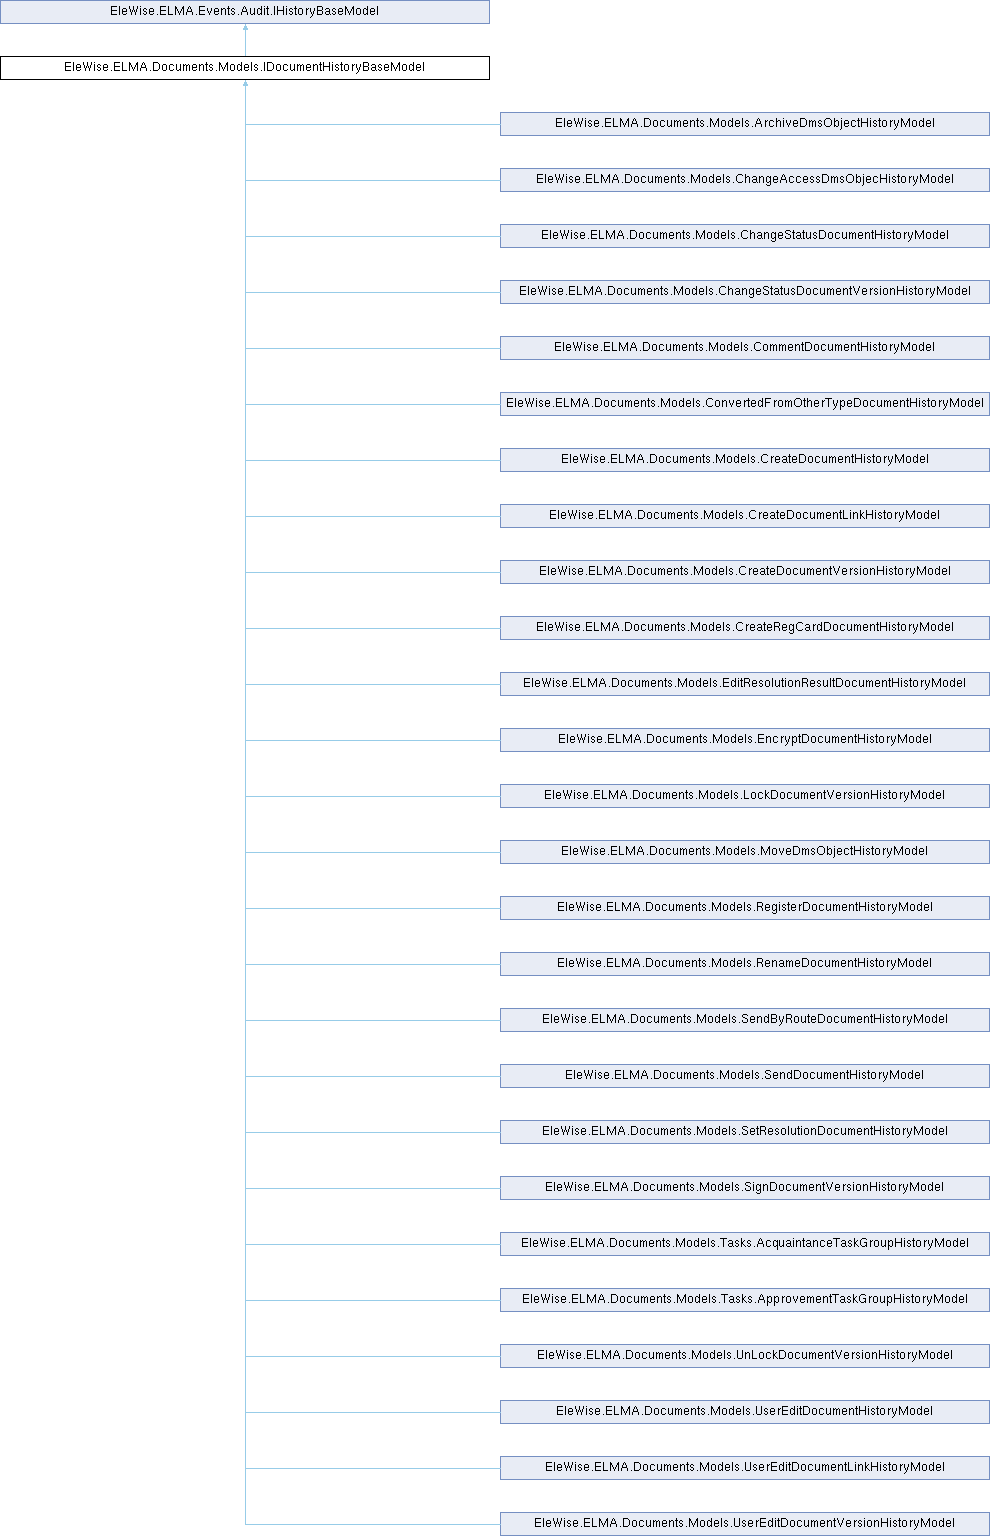 EleWise.ELMA.Events.Audit.IHistoryBaseModel
EleWise.ELMA.Documents.Models.IDocumentHistoryBaseModel
EleWise.ELMA.Documents.Models.ArchiveDmsObjectHistoryModel
EleWise.ELMA.Documents.Models.ChangeAccessDmsObjecHistoryModel
EleWise.ELMA.Documents.Models.ChangeStatusDocumentHistoryModel
EleWise.ELMA.Documents.Models.ChangeStatusDocumentVersionHistoryModel
EleWise.ELMA.Documents.Models.CommentDocumentHistoryModel
EleWise.ELMA.Documents.Models.ConvertedFromOtherTypeDocumentHistoryModel
EleWise.ELMA.Documents.Models.CreateDocumentHistoryModel
EleWise.ELMA.Documents.Models.CreateDocumentLinkHistoryModel
EleWise.ELMA.Documents.Models.CreateDocumentVersionHistoryModel
EleWise.ELMA.Documents.Models.CreateRegCardDocumentHistoryModel
EleWise.ELMA.Documents.Models.EditResolutionResultDocumentHistoryModel
EleWise.ELMA.Documents.Models.EncryptDocumentHistoryModel
EleWise.ELMA.Documents.Models.LockDocumentVersionHistoryModel
EleWise.ELMA.Documents.Models.MoveDmsObjectHistoryModel
EleWise.ELMA.Documents.Models.RegisterDocumentHistoryModel
EleWise.ELMA.Documents.Models.RenameDocumentHistoryModel
EleWise.ELMA.Documents.Models.SendByRouteDocumentHistoryModel
EleWise.ELMA.Documents.Models.SendDocumentHistoryModel
EleWise.ELMA.Documents.Models.SetResolutionDocumentHistoryModel
EleWise.ELMA.Documents.Models.SignDocumentVersionHistoryModel
EleWise.ELMA.Documents.Models.Tasks.AcquaintanceTaskGroupHistoryModel
EleWise.ELMA.Documents.Models.Tasks.ApprovementTaskGroupHistoryModel
EleWise.ELMA.Documents.Models.UnLockDocumentVersionHistoryModel
EleWise.ELMA.Documents.Models.UserEditDocumentHistoryModel
EleWise.ELMA.Documents.Models.UserEditDocumentLinkHistoryModel
EleWise.ELMA.Documents.Models.UserEditDocumentVersionHistoryModel